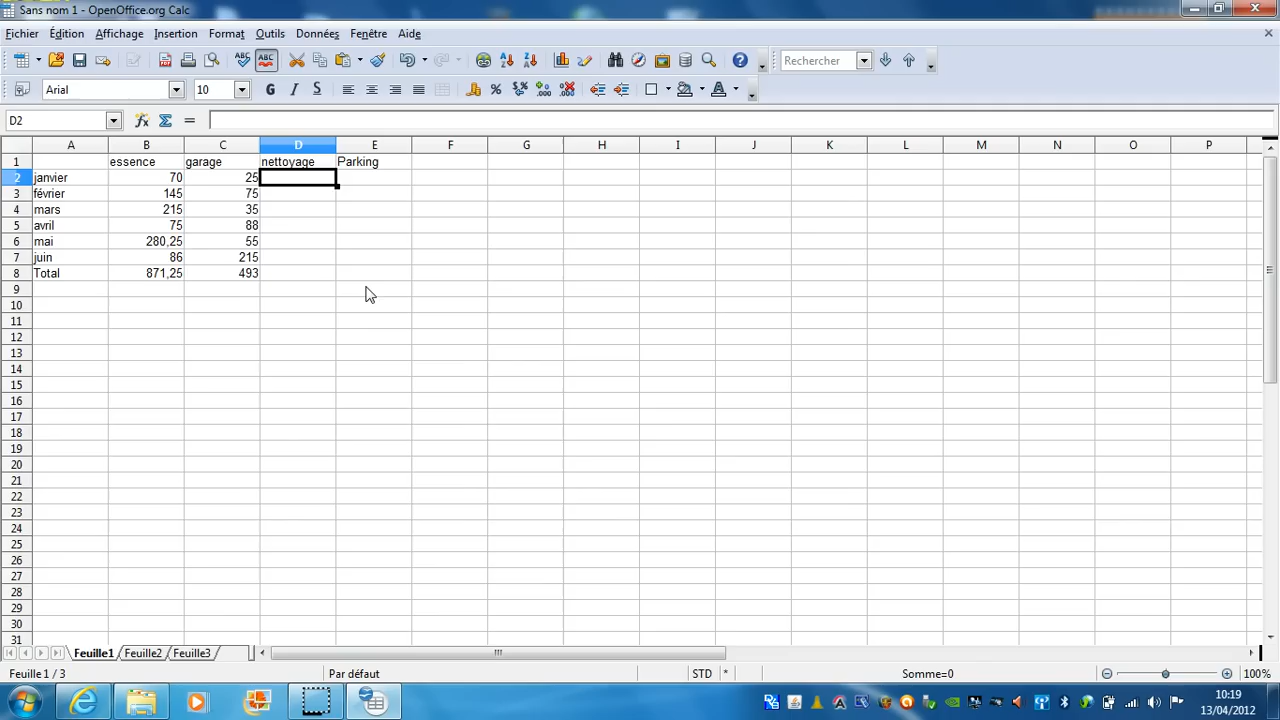 Sans nom 1 - OpenOffice.org Calc
Fichier Édition Affichage Insertion Format Outils Données Fenêtre Aide
ABC ABC Rechercher
Arial 10 G I S
D2
A B C D E F G H I J K L M N O P
1 essence garage nettoyage Parking
2 janvier 70 25
3 février 145 75
4 mars 215 35
5 avril 75 88
6 mai 280,25 55
7 juin 86 215
8 Total 871,25 493
9
10
11
12
13
14
15
16
17
18
19
20
21
22
23
24
25
26
27
28
29
30
31
Feuille1 Feuille2 Feuille3
Feuille 1 / 3 Par défaut STD * Somme=0 100%
10:19
13/04/2012